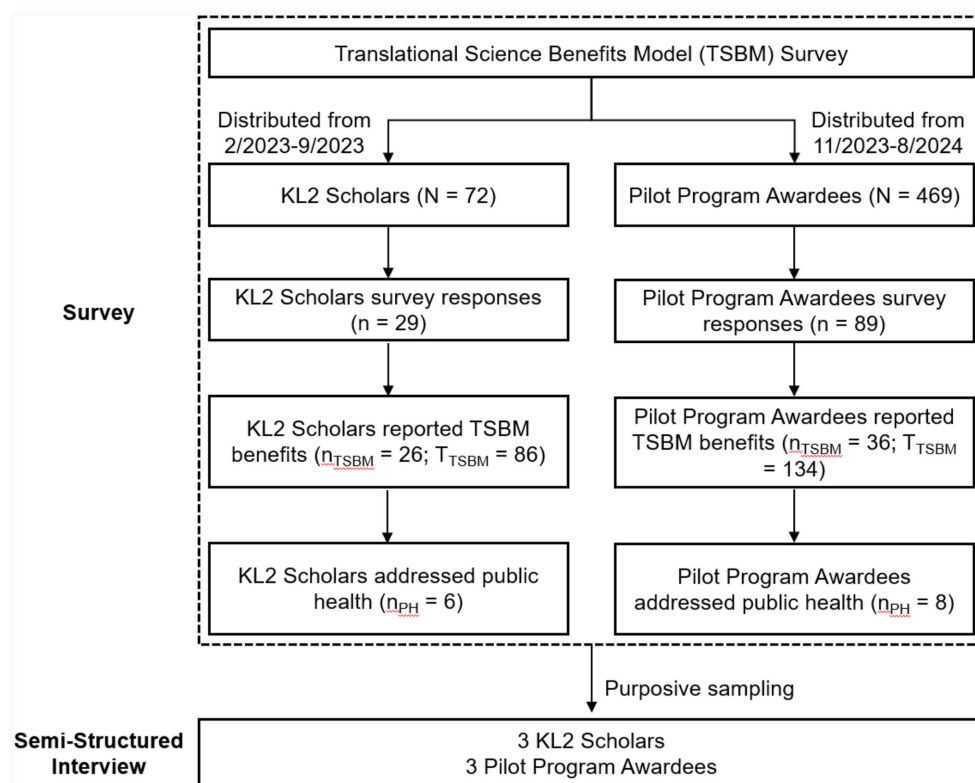 Translational Science Benefits Model (TSBM) Survey
Distributed from
2/2023-9/2023
Distributed from
11/2023-8/2024
KL2 Scholars (N = 72)
Pilot Program Awardees (N = 469)
Survey
KL2 Scholars survey responses
(n = 29)
Pilot Program Awardees survey
responses (n = 89)
KL2 Scholars reported TSBM
benefits (nTSBM = 26; TTSBM = 86)
Pilot Program Awardees reported
TSBM benefits (nTSBM = 36; TTSBM
= 134)
KL2 Scholars addressed public
health (nPH = 6)
Pilot Program Awardees
addressed public health (nPH = 8)
Purposive sampling
Semi-Structured
Interview
3 KL2 Scholars
3 Pilot Program Awardees